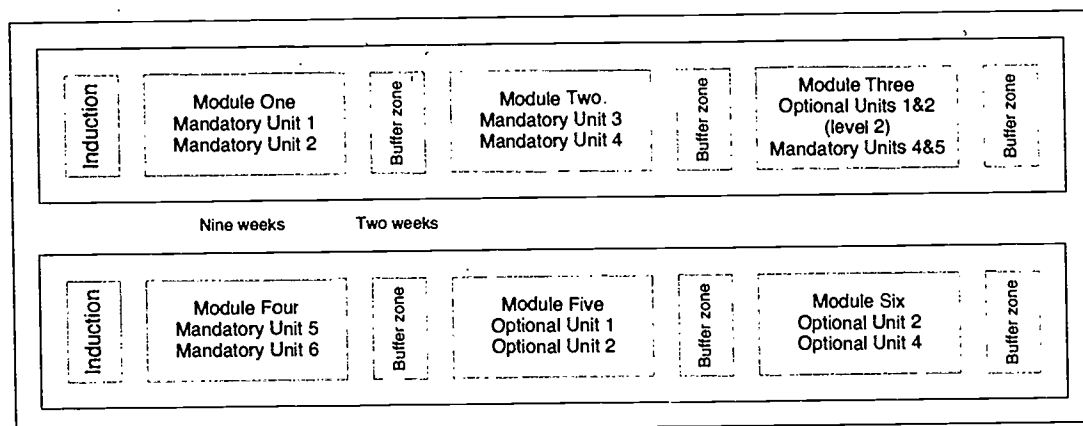 Induction
Module One
Mandatory Unit 1
Mandatory Unit 2
Buffer zone
Module Two.
Mandatory Unit 3
Mandatory Unit 4
Buffer zone
Module Three
Optional Units 1&2
(level 2)
Mandatory Units 4&5
Buffer zone
Nine weeks
Two weeks
Induction
Module Four
Mandatory Unit 5
Mandatory Unit 6
Buffer zone
Module Five
Optional Unit 1
Optional Unit 2
Buffer zone
Module Six
Optional Unit 2
Optional Unit 4
Buffer zone